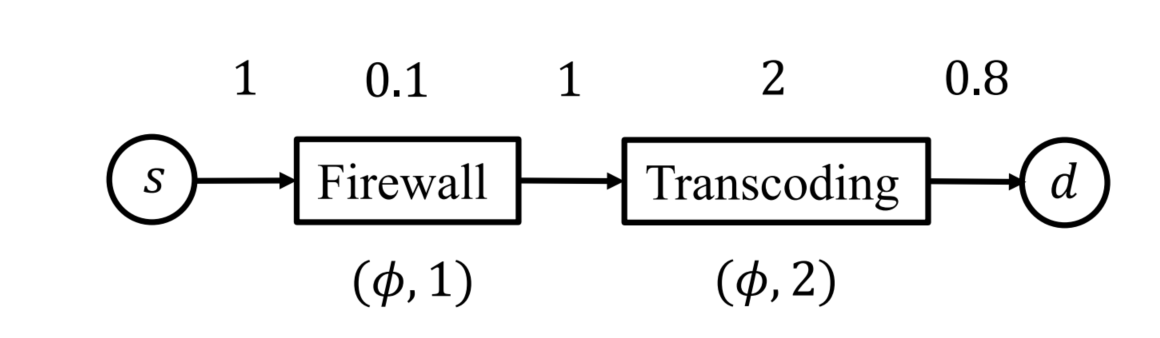 1 0.1 1 2 0.8
s Firewall Transcoding d
(ϕ, 1) (ϕ, 2)